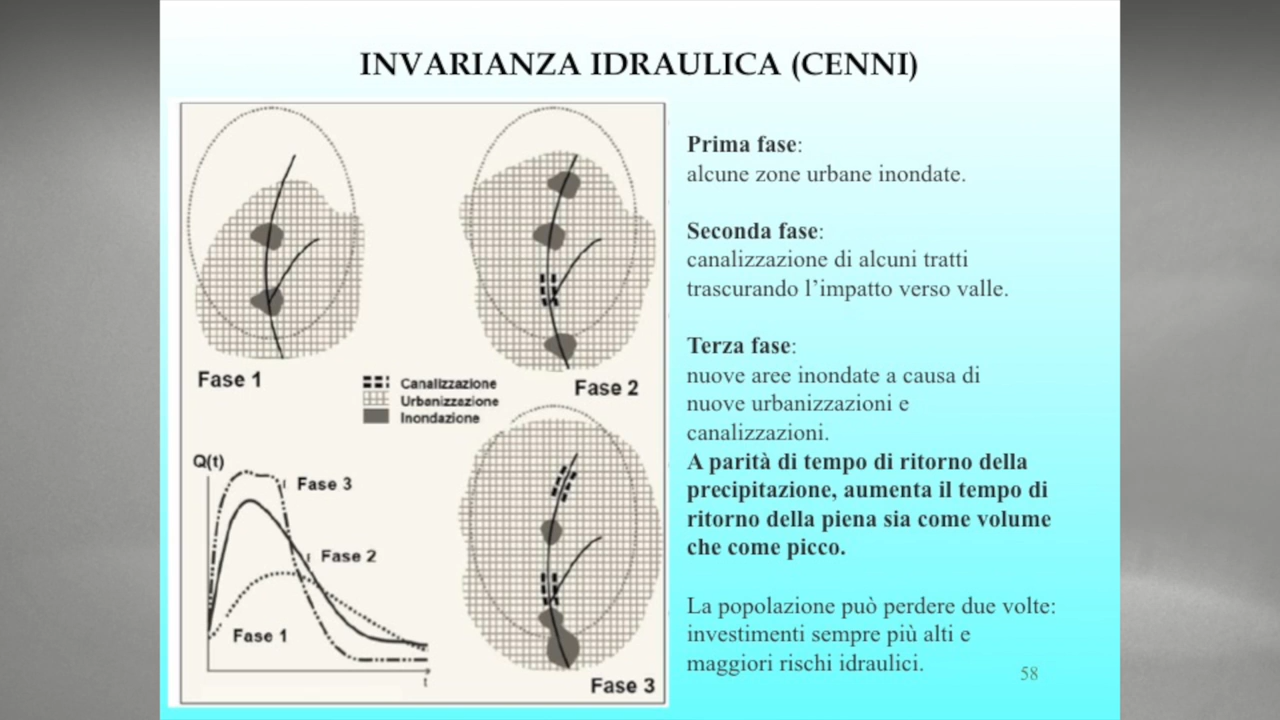 INVARIANZA IDRAULICA (CENNI)
Fase 1
Fase 2
Canalizzazione
Urbanizzazione
Inondazione
Q(t)
Fase 3
Fase 2
Fase 1
t
Fase 3
Prima fase:
alcune zone urbane inondate.
Seconda fase:
canalizzazione di alcuni tratti
trascurando l’impatto verso valle.
Terza fase:
nuove aree inondate a causa di
nuove urbanizzazioni e
canalizzazioni.
A parità di tempo di ritorno della
precipitazione, aumenta il tempo di
ritorno della piena sia come volume
che come picco.
La popolazione può perdere due volte:
investimenti sempre più alti e
maggiori rischi idraulici.
58